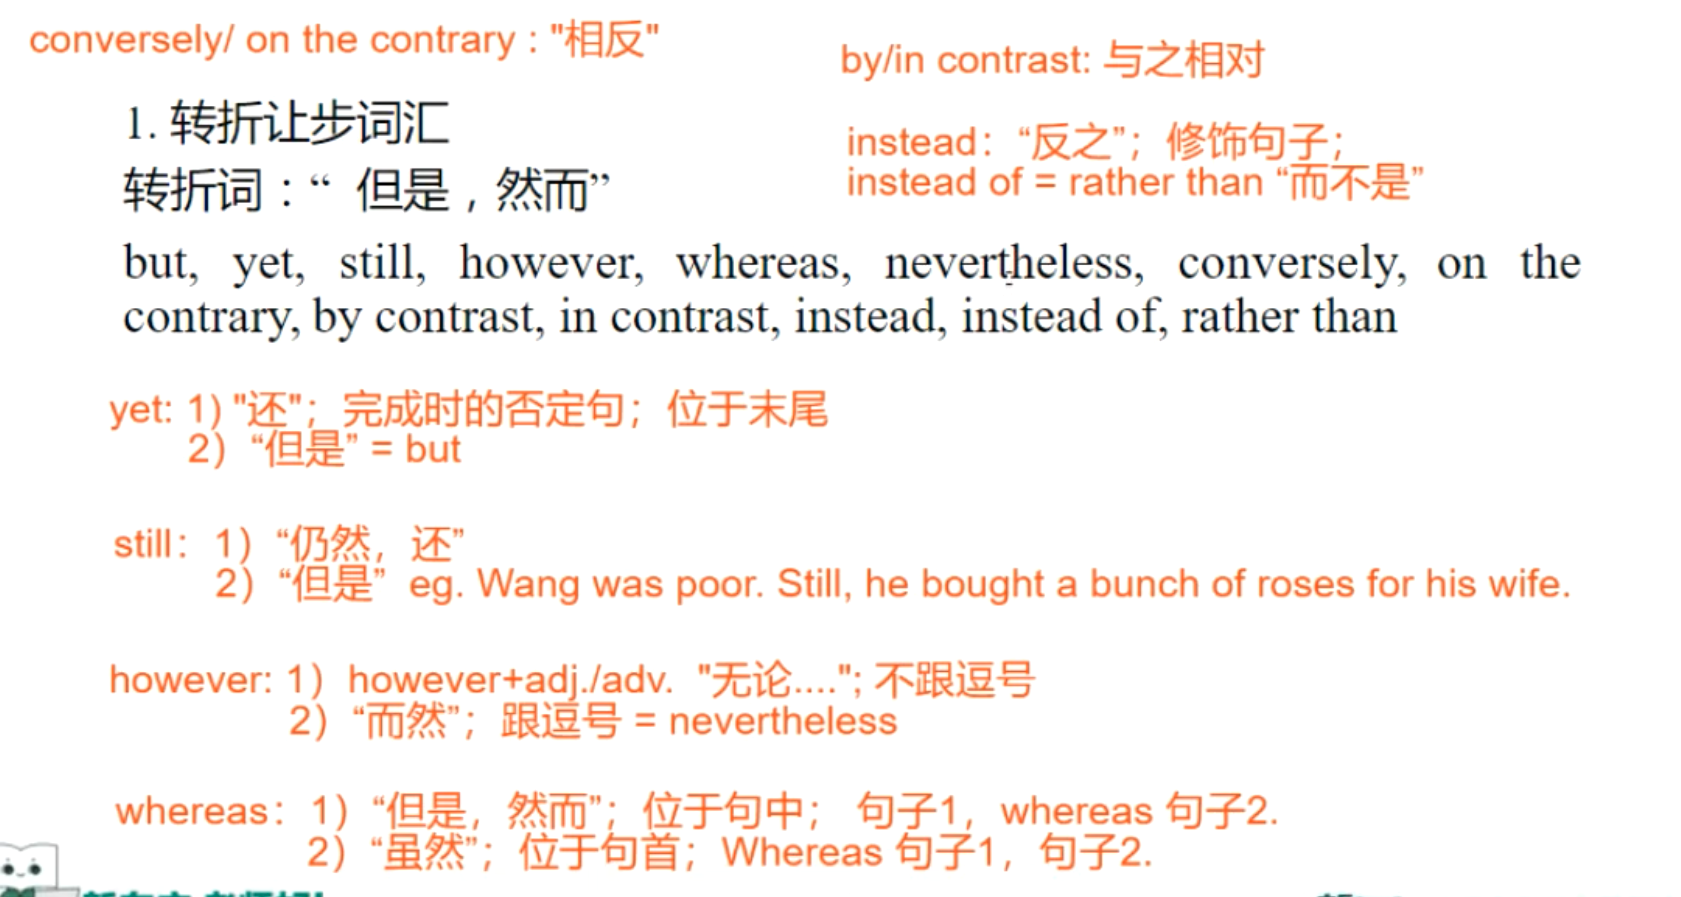 conversely/ on the contrary : "相反"
by/in contrast: 与之相对
1. 转折让步词汇
instead：“反之”；修饰句子；
转折词：“ 但是，然而”
instead of = rather than “而不是”
but, yet, still, however, whereas, nevertheless, conversely, on the
contrary, by contrast, in contrast, instead, instead of, rather than
yet: 1) "还"；完成时的否定句；位于末尾
2）“但是” = but
still：1）“仍然，还”
2）“但是” eg. Wang was poor. Still, he bought a bunch of roses for his wife.
however: 1）however+adj./adv. "无论...."; 不跟逗号
2）“而然”；跟逗号 = nevertheless
whereas：1）“但是，然而”；位于句中； 句子1，whereas 句子2.
2）“虽然”；位于句首；Whereas 句子1，句子2.